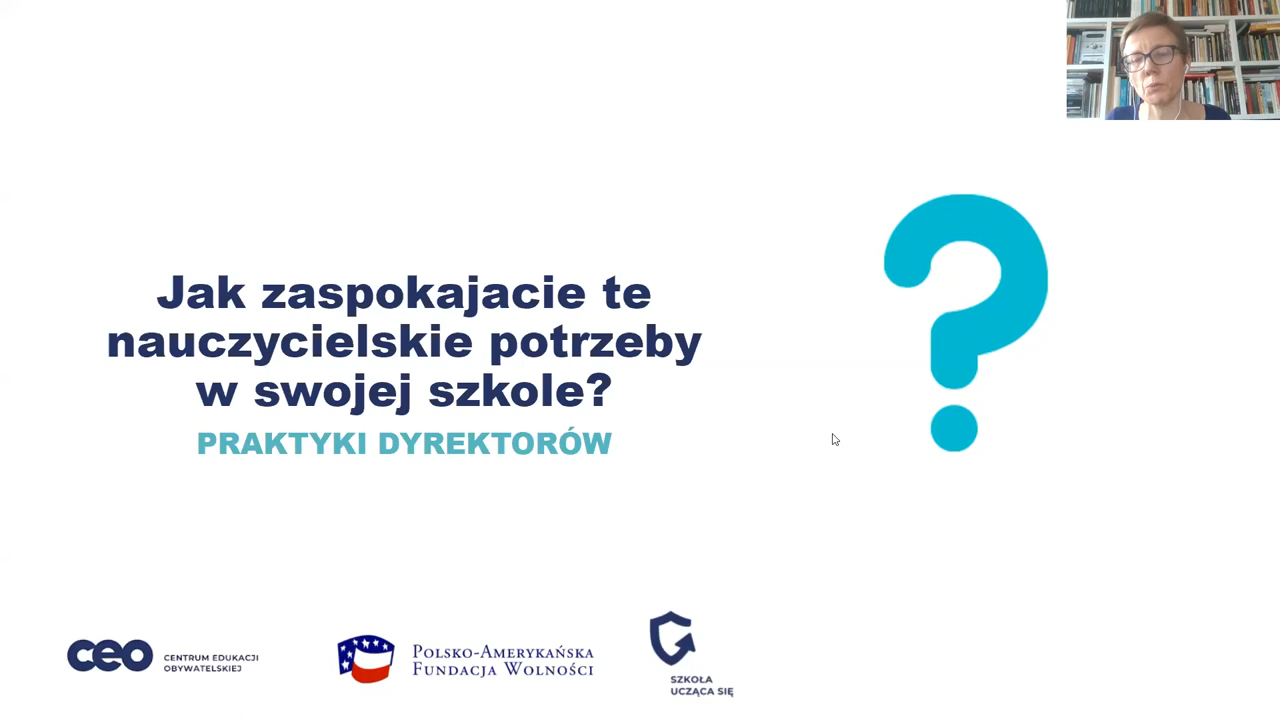 Jak zaspokajacie te
nauczycielskie potrzeby
w swojej szkole?
PRAKTYKI DYREKTORÓW
?
ceo
CENTRUM EDUKACJI
OBYWATELSKIEJ
POLSKO-AMERYKAŃSKA
FUNDACJA WOLNOŚCI
SZKOŁA
UCZĄCA SIĘ